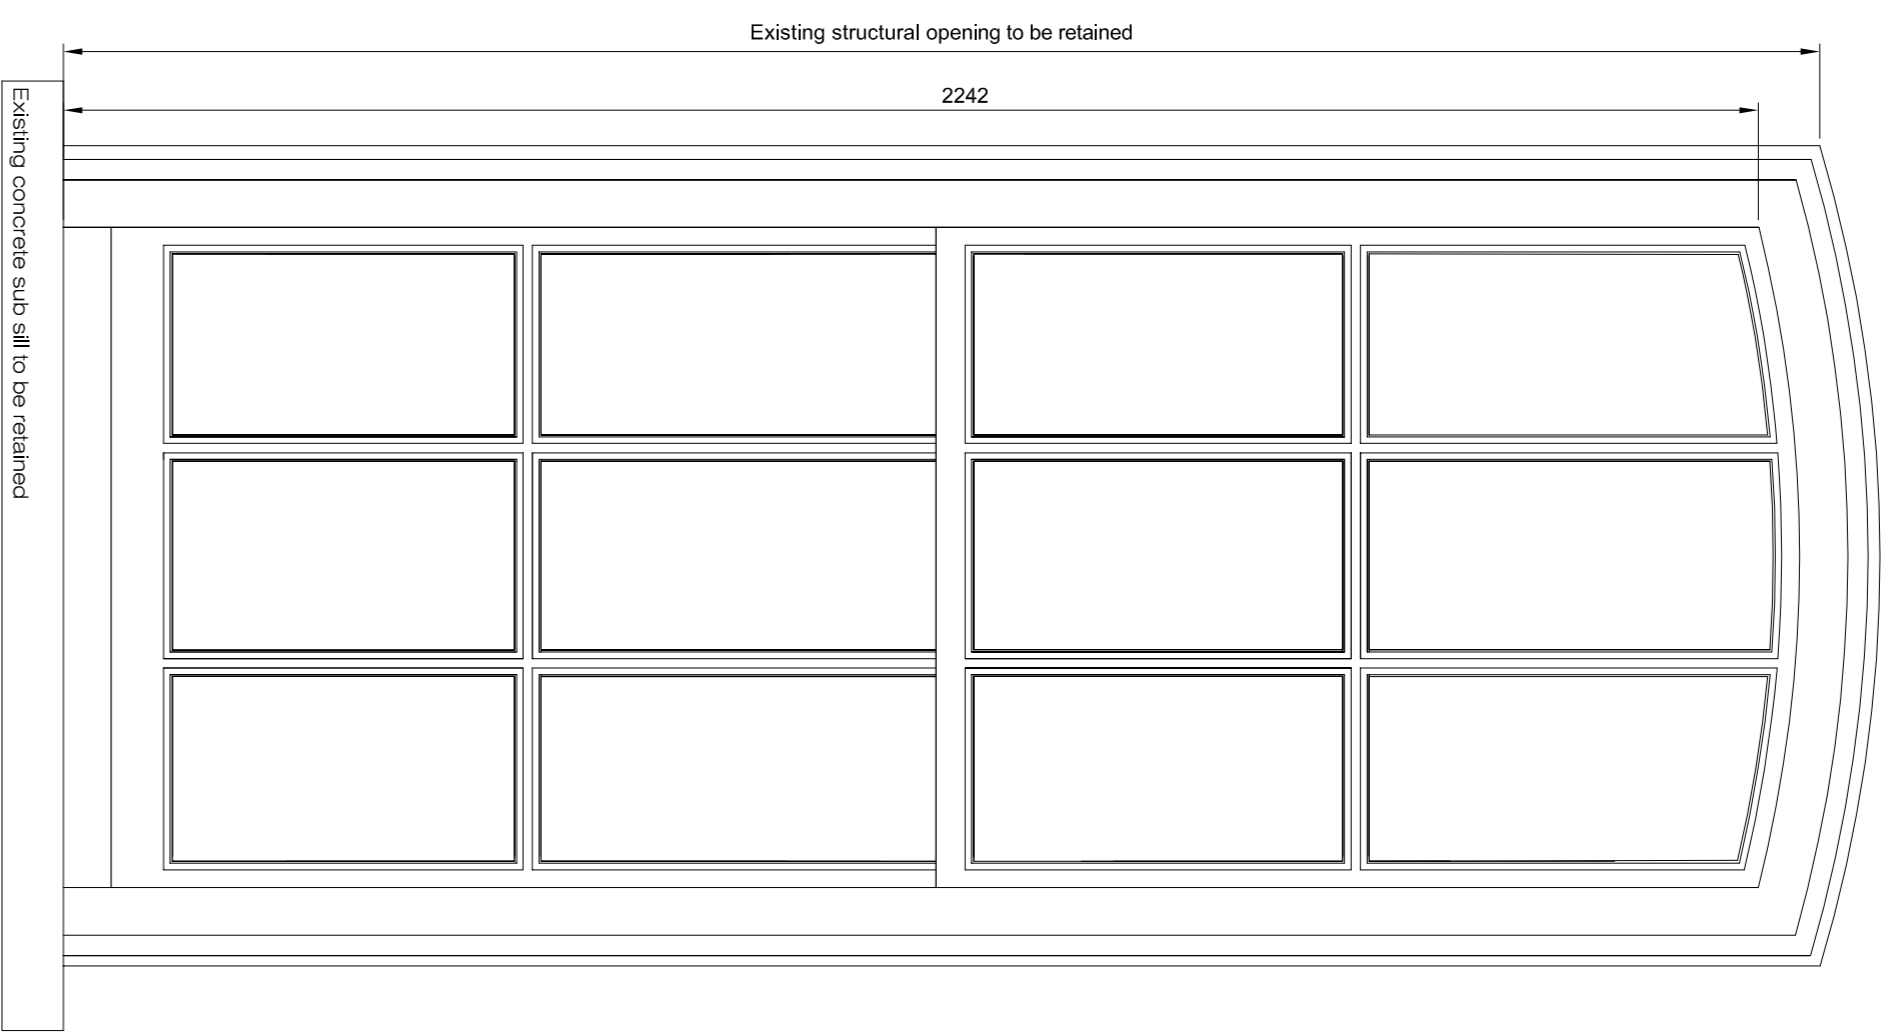 Existing structural opening to be retained
2242
Existing concrete sub sill to be retained